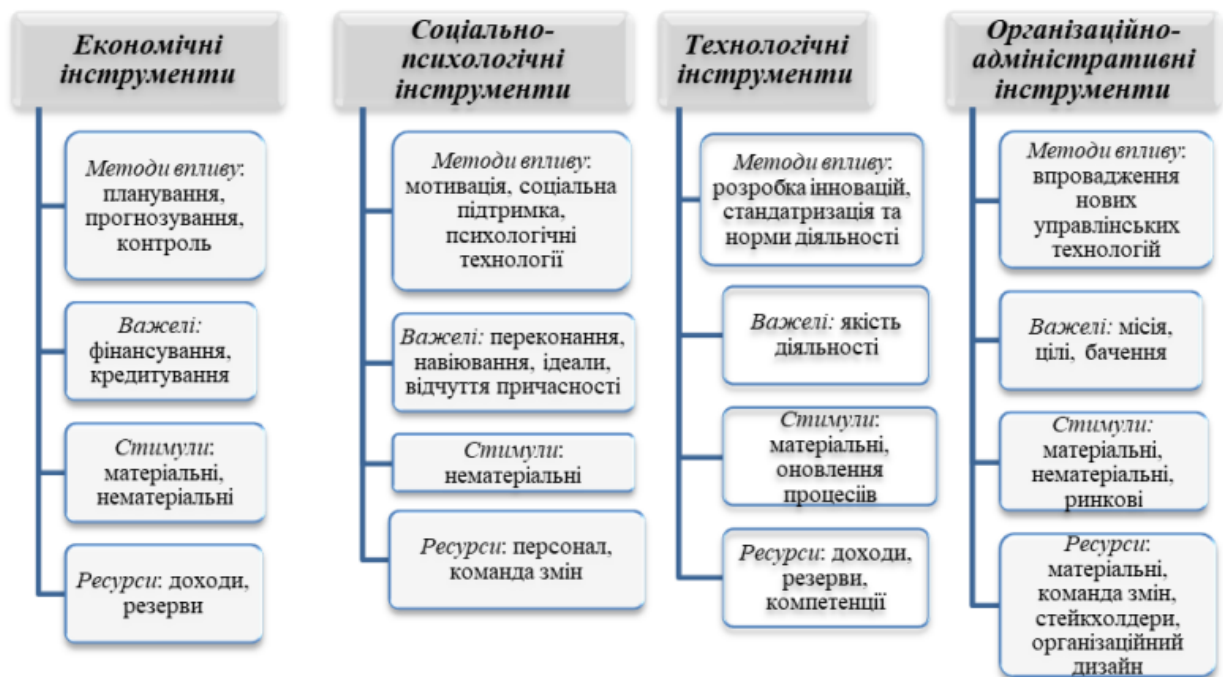 Економічні
інструменти
Методи впливу:
планування,
прогнозування,
контроль
Важелі:
фінансування,
кредитування
Стимули:
матеріальні,
нематеріальні
Ресурси: доходи,
резерви
Соціально-
психологічні
інструменти
Методи впливу:
мотивація, соціальна
підтримка,
психологічні
технології
Важелі: переконання,
навіювання, ідеали,
відчуття причасності
Стимули:
нематеріальні
Ресурси: персонал,
команда змін
Технологічні
інструменти
Методи впливу:
розробка інновацій,
стандатризація та
норми діяльності
Важелі: якість
діяльності
Стимули:
матеріальні,
оновлення
процесіів
Ресурси: доходи,
резерви,
компетенції
Організаційно-
адміністративні
інструменти
Методи впливу:
впровадження
нових
управлінських
технологій
Важелі: місія,
цілі, бачення
Стимули:
матеріальні,
нематеріальні,
ринкові
Ресурси:
матеріальні,
команда змін,
стейкхолдери,
організаційний
дизайн